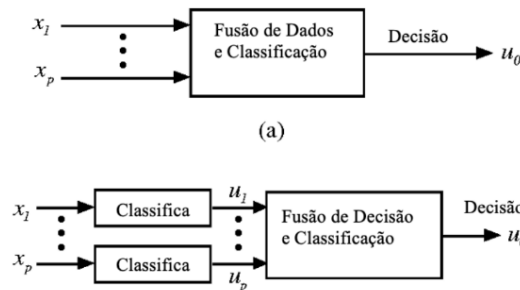 x1
Fusão de Dados
e Classificação
Decisão
u0
xp
(a)
x1
Classifica
u1
Fusão de Decisão
e Classificação
Decisão
xp
Classifica
up